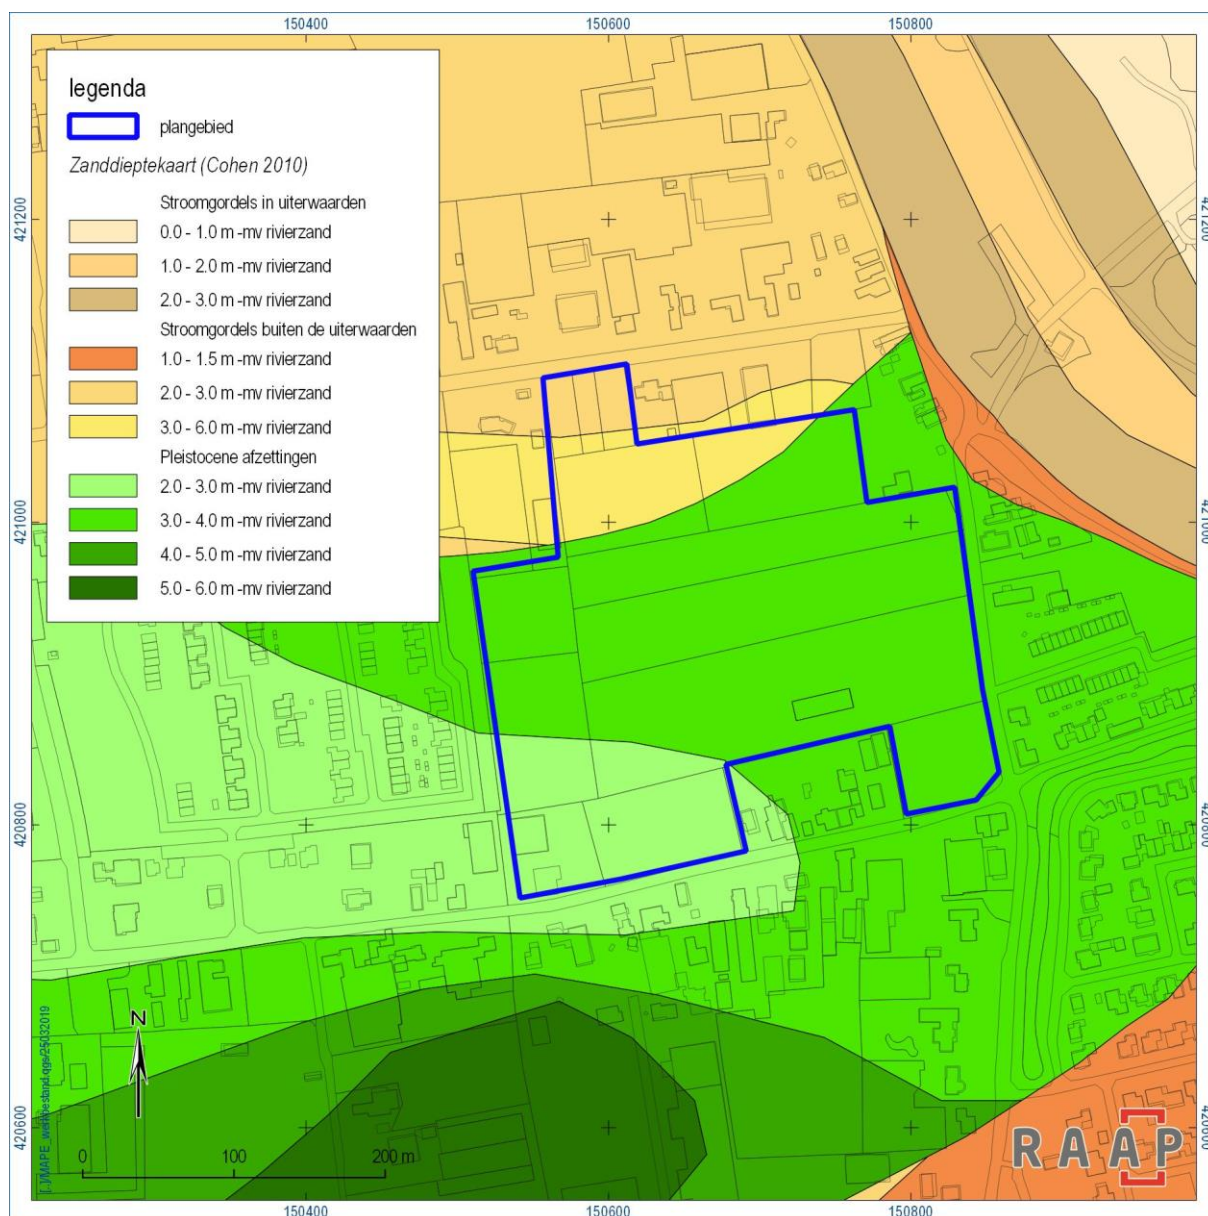 150400 150600 150800
legenda
plangebied
Zanddieptekaart (Cohen 2010)
Stroomgordels in uiterwaarden
0.0 - 1.0 m -mv rivierzand
1.0 - 2.0 m -mv rivierzand
2.0 - 3.0 m -mv rivierzand
Stroomgordels buiten de uiterwaarden
1.0 - 1.5 m -mv rivierzand
2.0 - 3.0 m -mv rivierzand
3.0 - 6.0 m -mv rivierzand
Pleistocene afzettingen
2.0 - 3.0 m -mv rivierzand
3.0 - 4.0 m -mv rivierzand
4.0 - 5.0 m -mv rivierzand
5.0 - 6.0 m -mv rivierzand
421200 421200
421000 421000
420800 420800
420600 420600
N
0 100 200 m
RAAP
150400 150600 150800